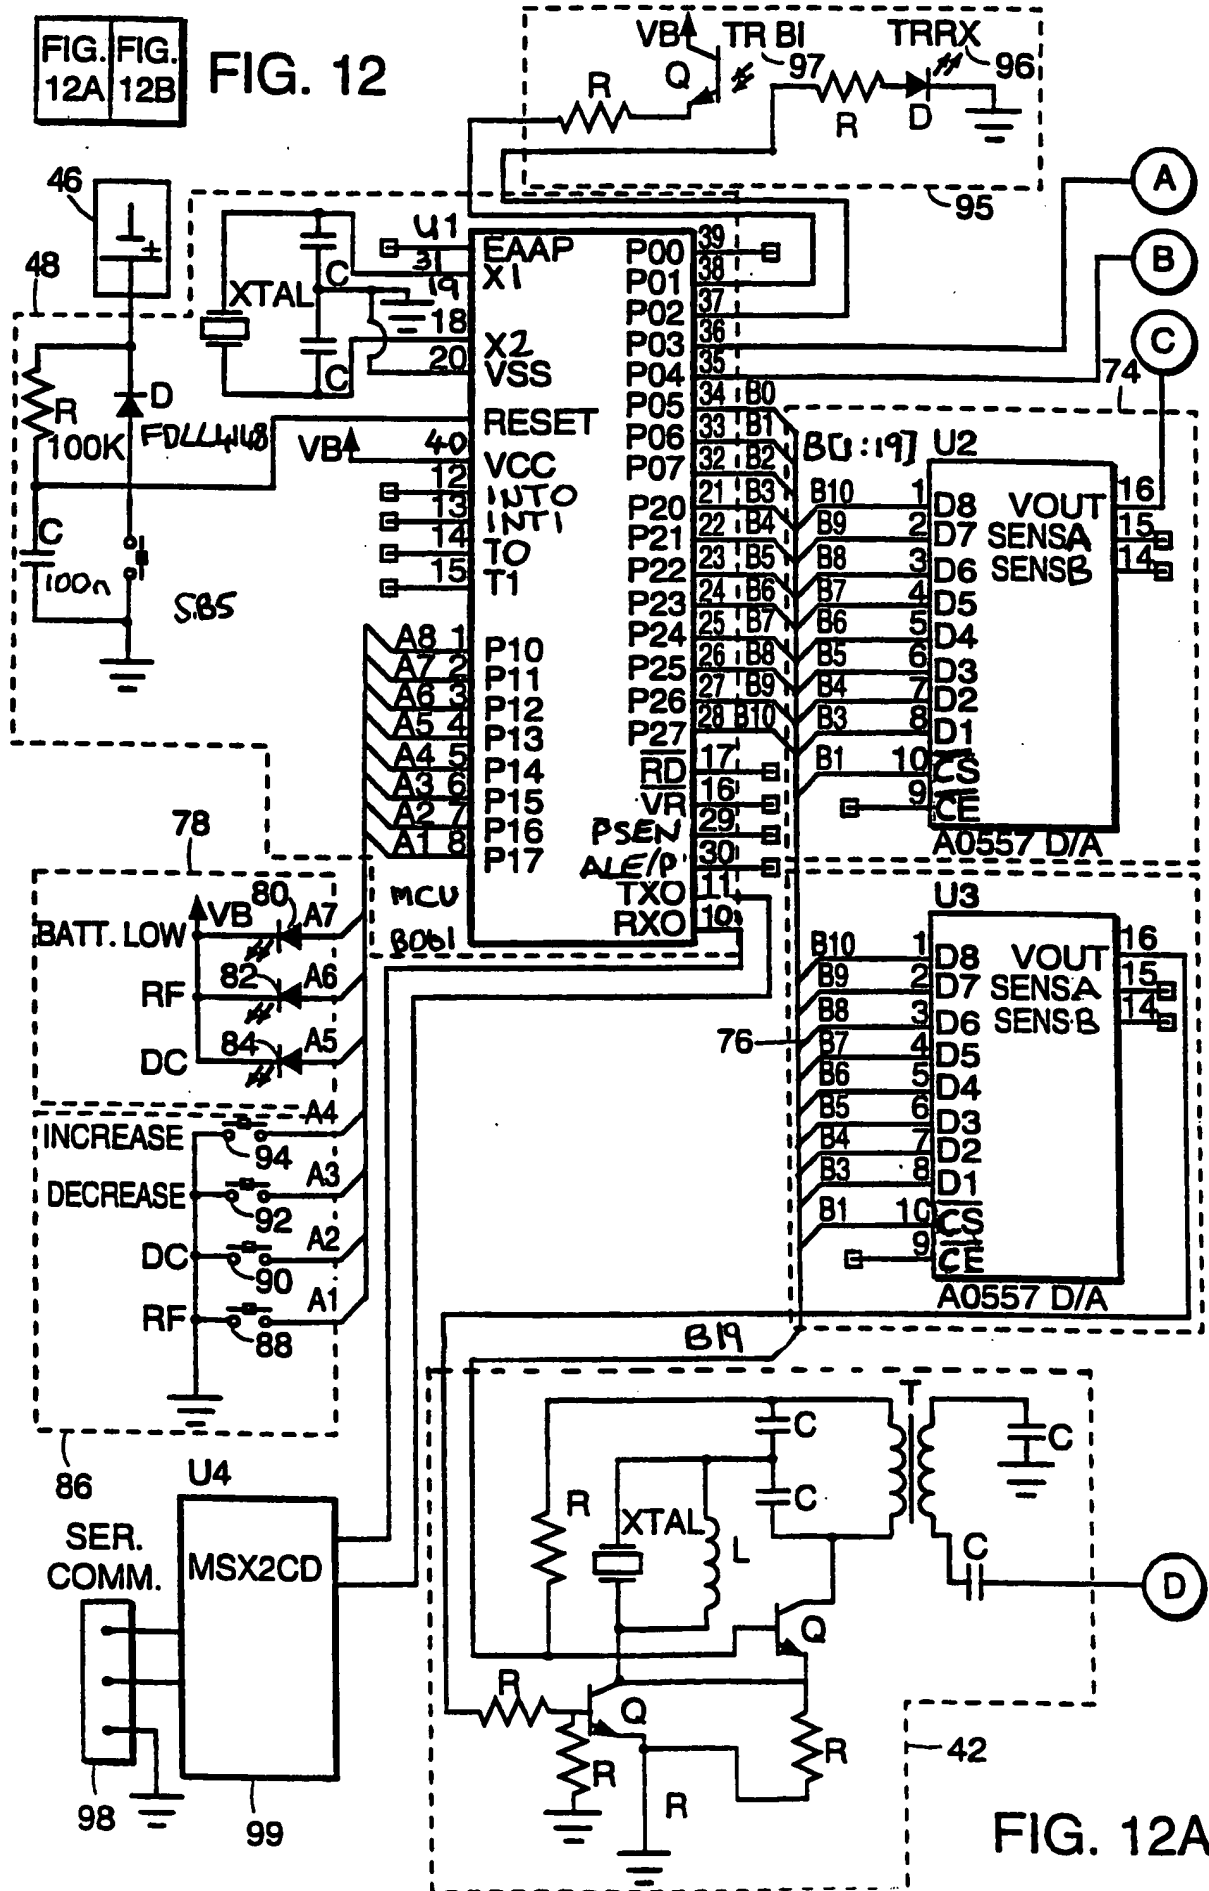 FIG. 12A
FIG. 12B
FIG. 12
VB
Q
TR BI
97
TRRX
96
R
R
D
95
A
B
C
46
48
R
100K
D
FDLL4148
C
100n
S.B5
XTAL
C
C
U1
31
EAAP
19
X1
18
X2
20
VSS
RESET
VB
40
VCC
12
INT0
13
INT1
14
T0
15
T1
A8 1 P10
A7 2 P11
A6 3 P12
A5 4 P13
A4 5 P14
A3 6 P15
A2 7 P16
A1 8 P17
MCU
P00 39
P01 38
P02 37
P03 36
P04 35
P05 34 B0
P06 33 B1
P07 32 B2
P20 21 B3
P21 22 B4
P22 23 B5
P23 24 B6
P24 25 B7
P25 26 B8
P26 27 B9
P27 28 B10
RD 17
VR 16
PSEN 29
ALE/P 30
TXO 11
RXO 10
74
B[1:19]
U2
B10 1 D8
B9 2 D7
B8 3 D6
B7 4 D5
B6 5 D4
B5 6 D3
B4 7 D2
B3 8 D1
B1 10 CS
9 CE
VOUT 16
SENSA 15
SENSB 14
A0557 D/A
U3
B10 1 D8
B9 2 D7
B8 3 D6
B7 4 D5
B6 5 D4
B5 6 D3
B4 7 D2
B3 8 D1
B1 10 CS
9 CE
VOUT 16
SENSA 15
SENSB 14
A0557 D/A
76
B19
78
VB
BATT. LOW 80 A7
RF 82 A6
DC 84 A5
INCREASE 94 A4
DECREASE 92 A3
DC 90 A2
RF 88 A1
86
U4
MSX2CD
SER.
COMM.
98
99
T
C
C
C
C
R
XTAL
L
Q
D
R
Q
R
R
R
42
FIG. 12A